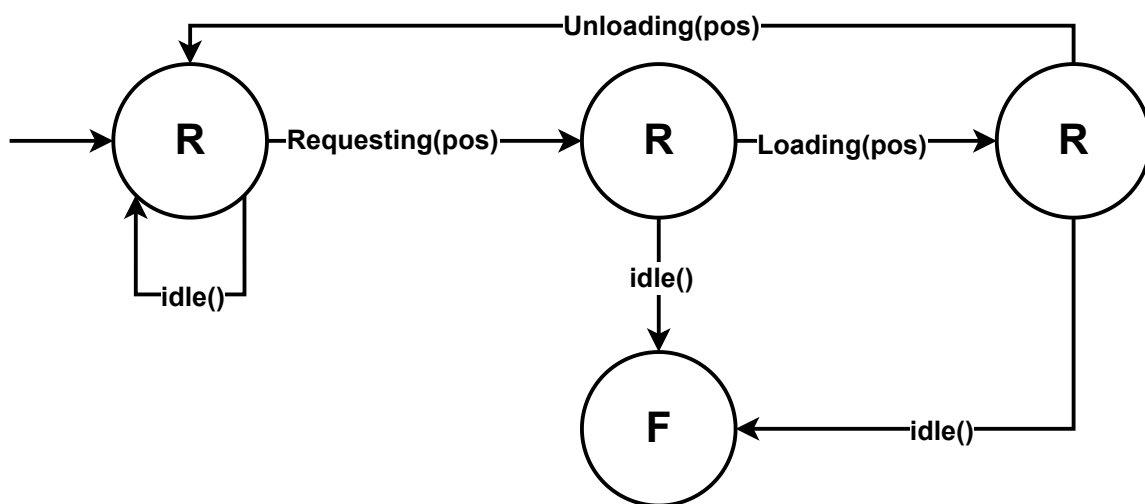 Unloading(pos)
R
Requesting(pos)
R
Loading(pos)
R
idle()
idle()
F
idle()